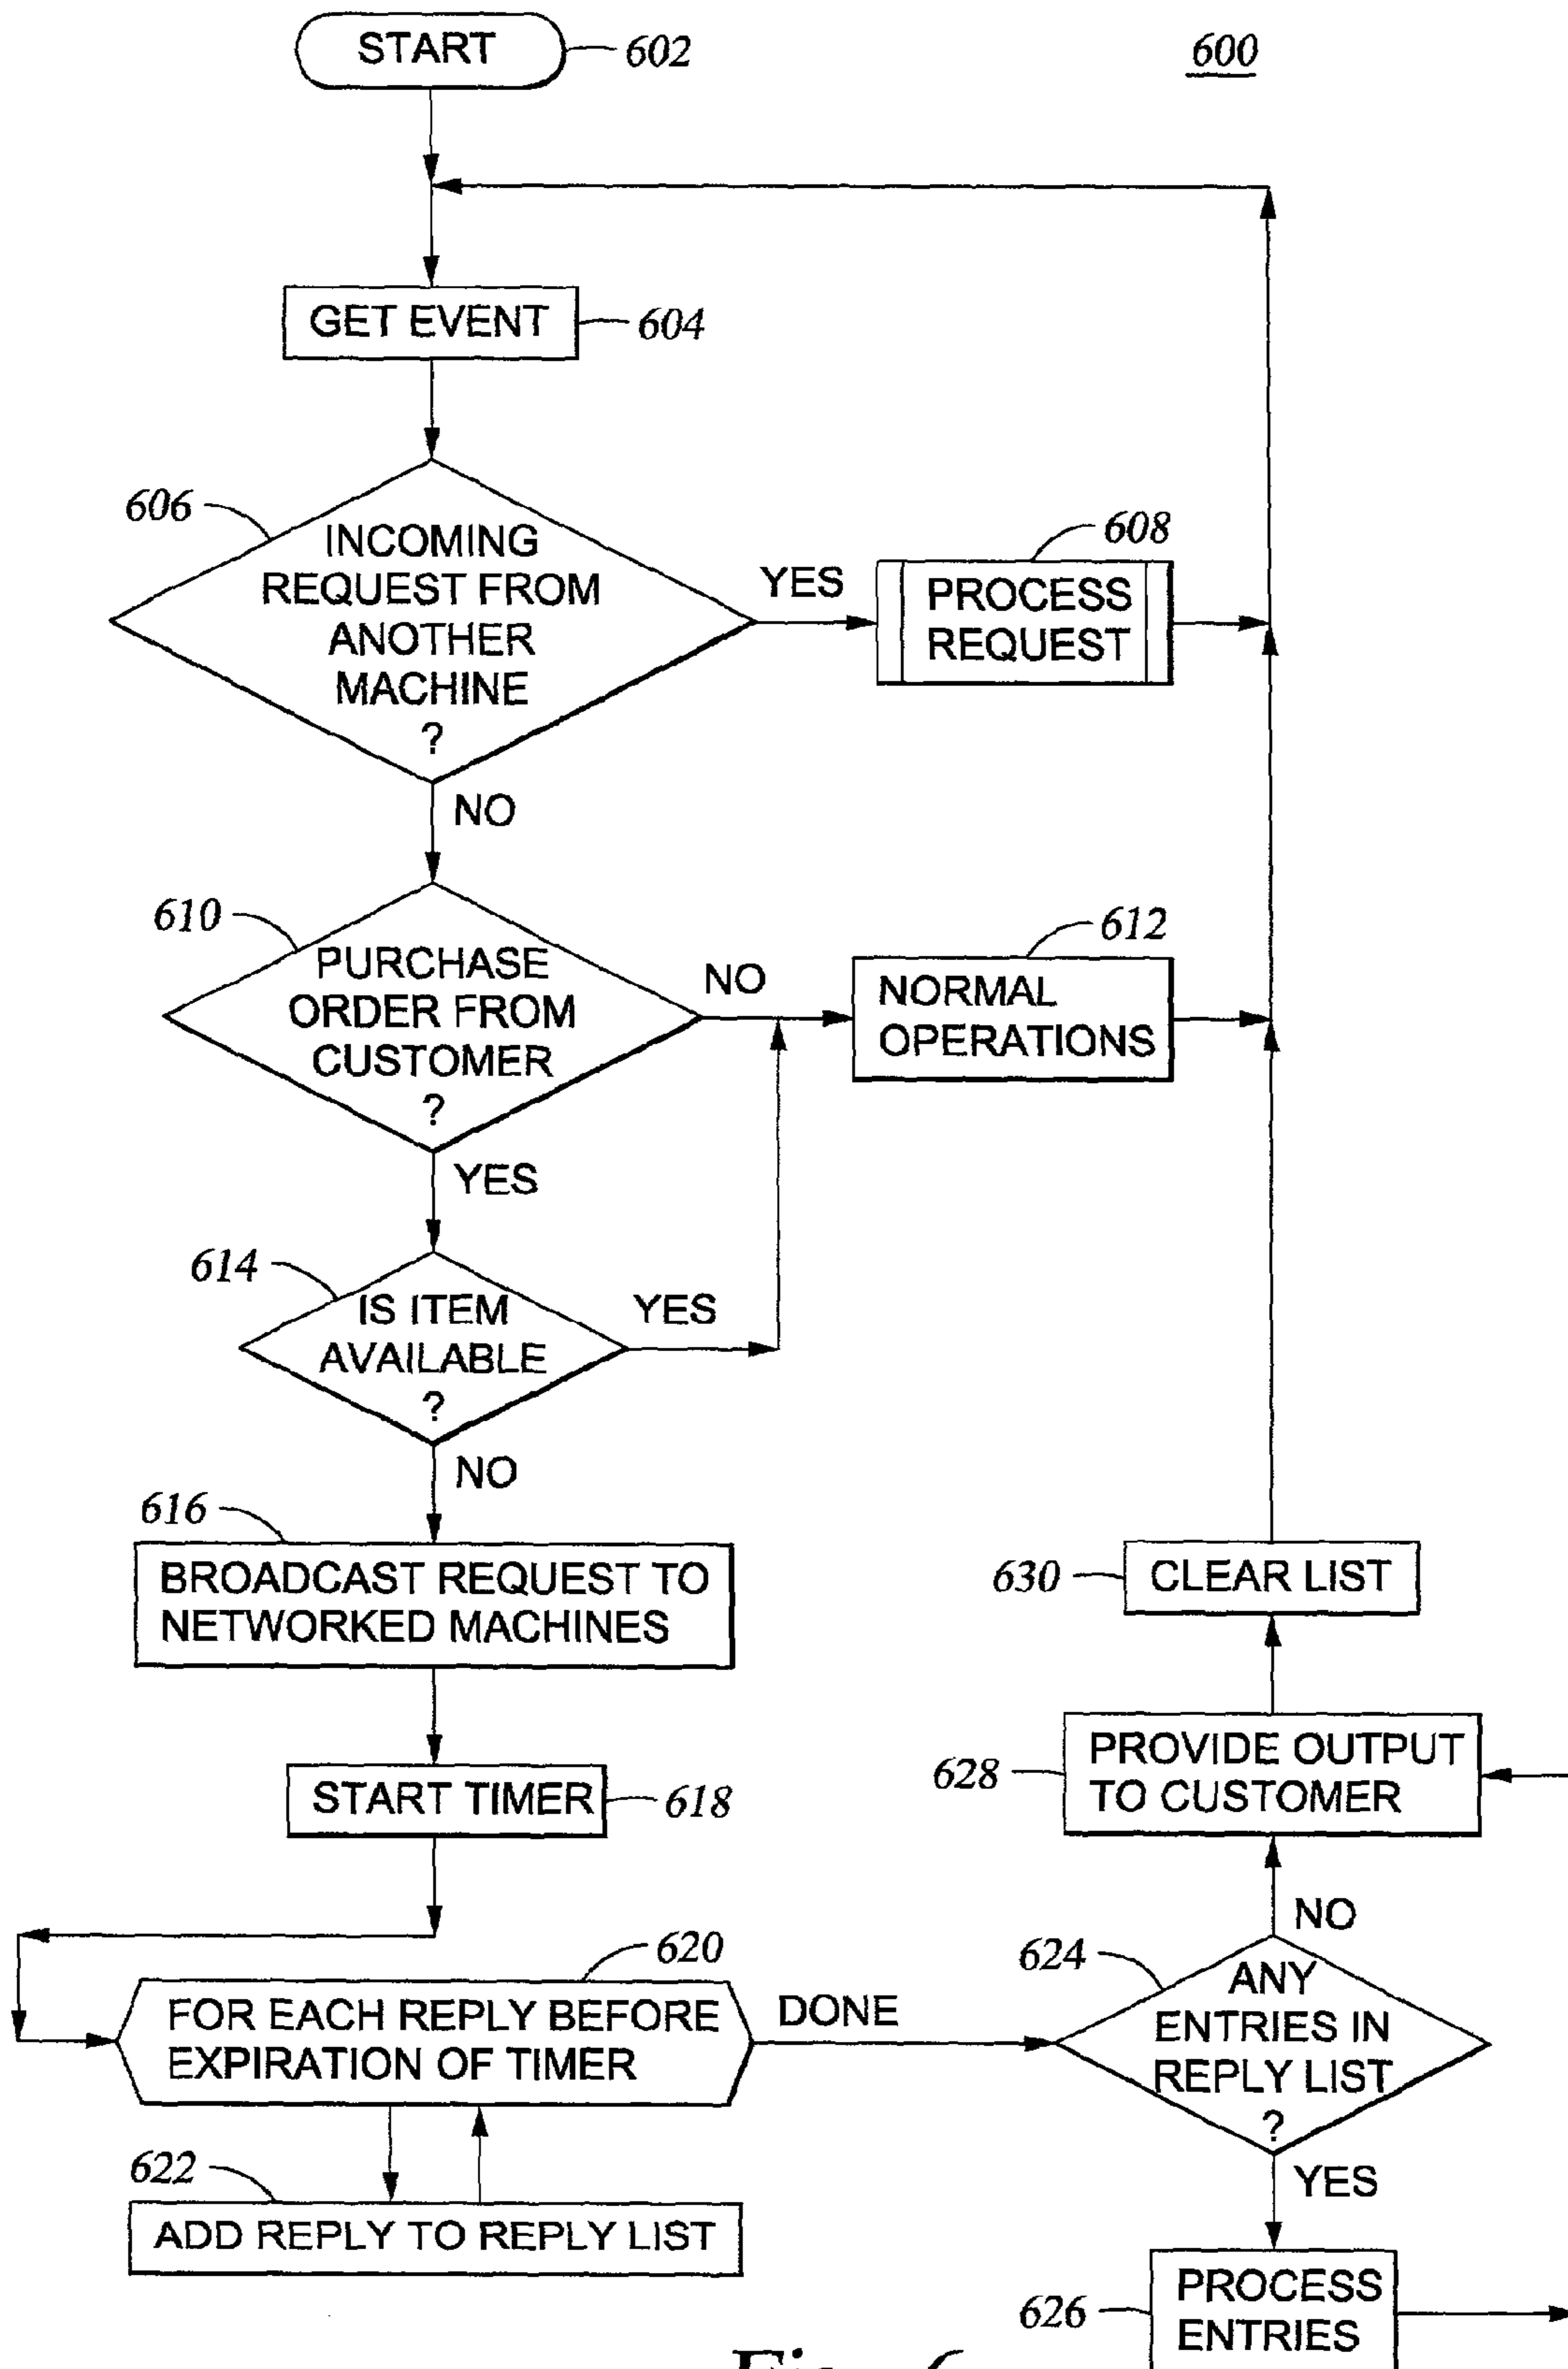 START
602
600
GET EVENT
604
606
INCOMING
REQUEST FROM
ANOTHER
MACHINE
?
YES
608
PROCESS
REQUEST
NO
610
PURCHASE
ORDER FROM
CUSTOMER
?
NO
612
NORMAL
OPERATIONS
YES
614
IS ITEM
AVAILABLE
?
YES
NO
616
BROADCAST REQUEST TO
NETWORKED MACHINES
630
CLEAR LIST
START TIMER
618
628
PROVIDE OUTPUT
TO CUSTOMER
NO
620
FOR EACH REPLY BEFORE
EXPIRATION OF TIMER
DONE
624
ANY
ENTRIES IN
REPLY LIST
?
YES
622
ADD REPLY TO REPLY LIST
626
PROCESS
ENTRIES